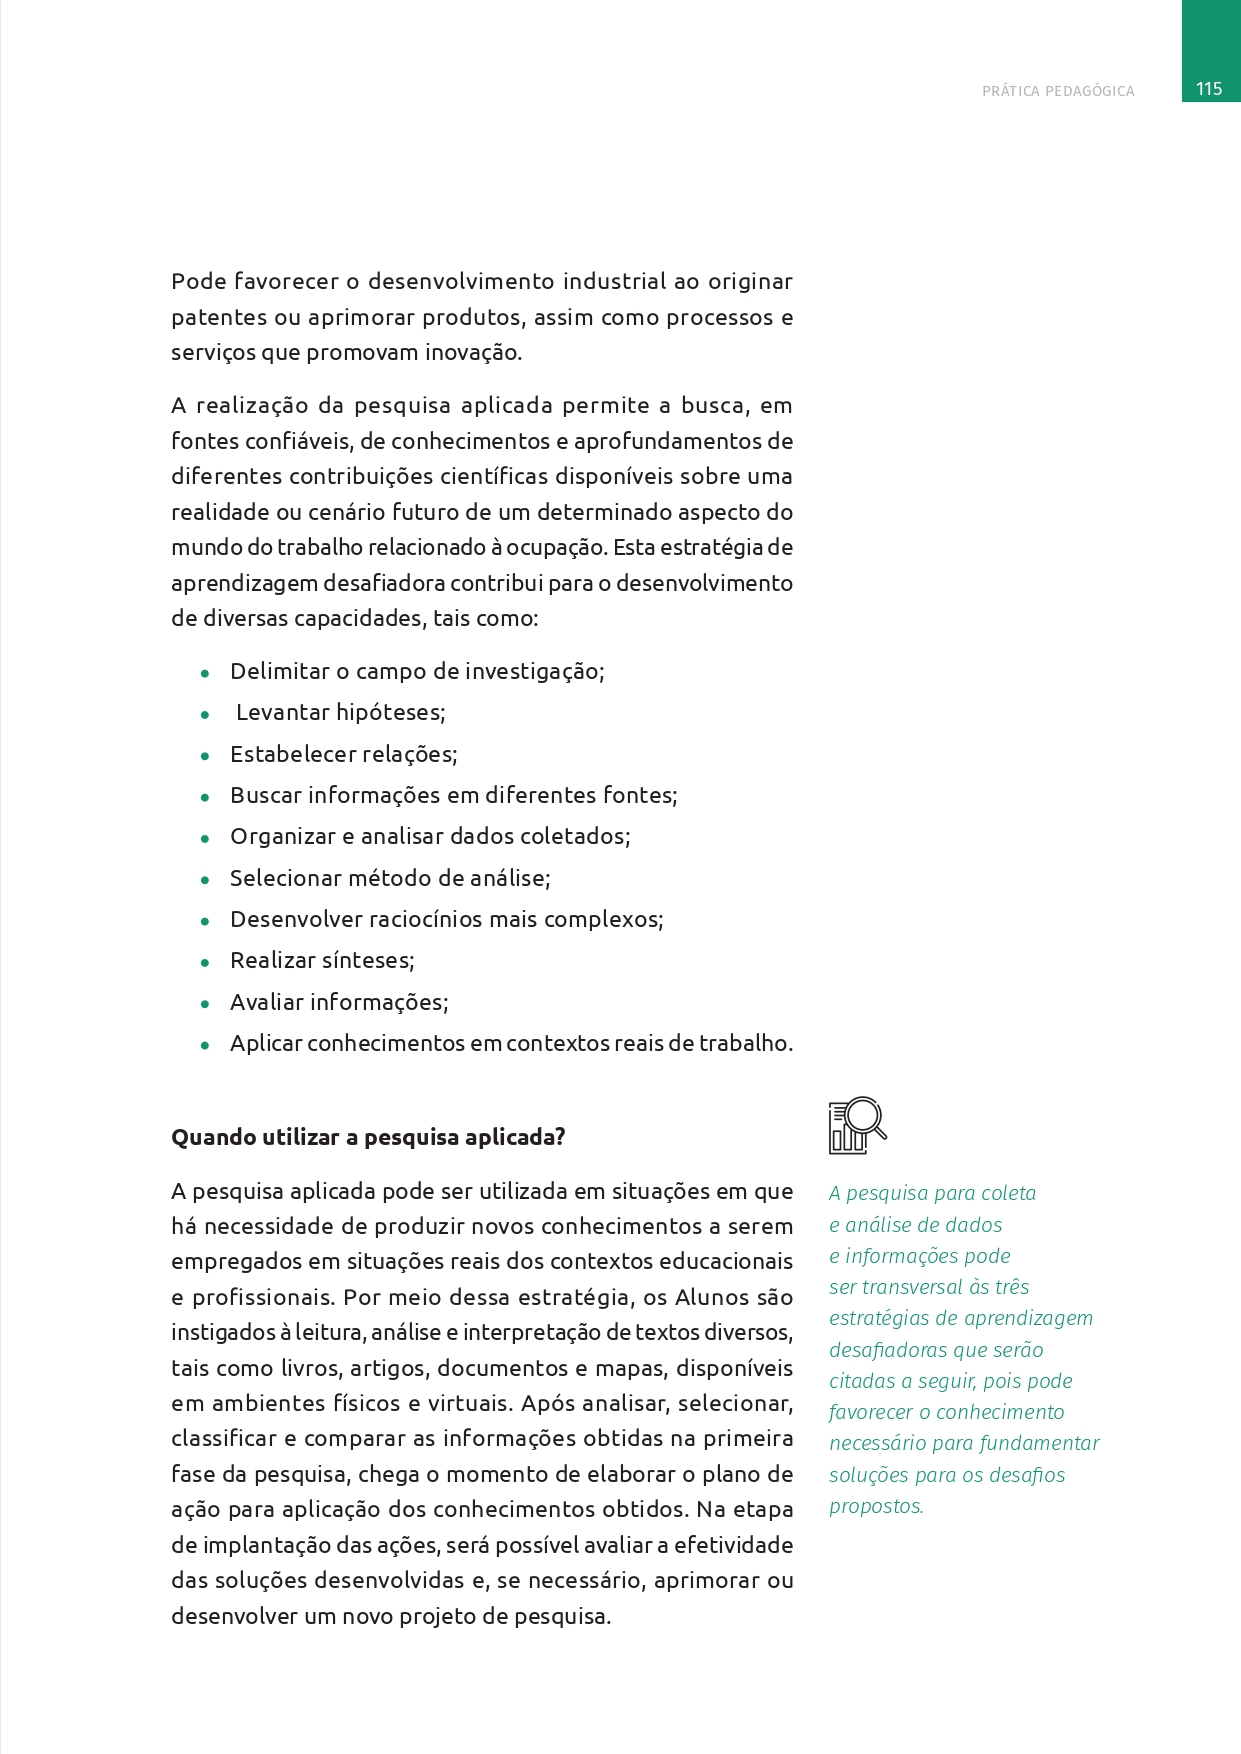 PRÁTICA PEDAGÓGICA
115
Pode favorecer o desenvolvimento industrial ao originar
patentes ou aprimorar produtos, assim como processos e
serviços que promovam inovação.
A realização da pesquisa aplicada permite a busca, em
fontes confiáveis, de conhecimentos e aprofundamentos de
diferentes contribuições científicas disponíveis sobre uma
realidade ou cenário futuro de um determinado aspecto do
mundo do trabalho relacionado à ocupação. Esta estratégia de
aprendizagem desafiadora contribui para o desenvolvimento
de diversas capacidades, tais como:
• Delimitar o campo de investigação;
• Levantar hipóteses;
• Estabelecer relações;
• Buscar informações em diferentes fontes;
• Organizar e analisar dados coletados;
• Selecionar método de análise;
• Desenvolver raciocínios mais complexos;
• Realizar sínteses;
• Avaliar informações;
• Aplicar conhecimentos em contextos reais de trabalho.
Quando utilizar a pesquisa aplicada?
A pesquisa aplicada pode ser utilizada em situações em que
há necessidade de produzir novos conhecimentos a serem
empregados em situações reais dos contextos educacionais
e profissionais. Por meio dessa estratégia, os Alunos são
instigados à leitura, análise e interpretação de textos diversos,
tais como livros, artigos, documentos e mapas, disponíveis
em ambientes físicos e virtuais. Após analisar, selecionar,
classificar e comparar as informações obtidas na primeira
fase da pesquisa, chega o momento de elaborar o plano de
ação para aplicação dos conhecimentos obtidos. Na etapa
de implantação das ações, será possível avaliar a efetividade
das soluções desenvolvidas e, se necessário, aprimorar ou
desenvolver um novo projeto de pesquisa.
A pesquisa para coleta
e análise de dados
e informações pode
ser transversal às três
estratégias de aprendizagem
desafiadoras que serão
citadas a seguir, pois pode
favorecer o conhecimento
necessário para fundamentar
soluções para os desafios
propostos.